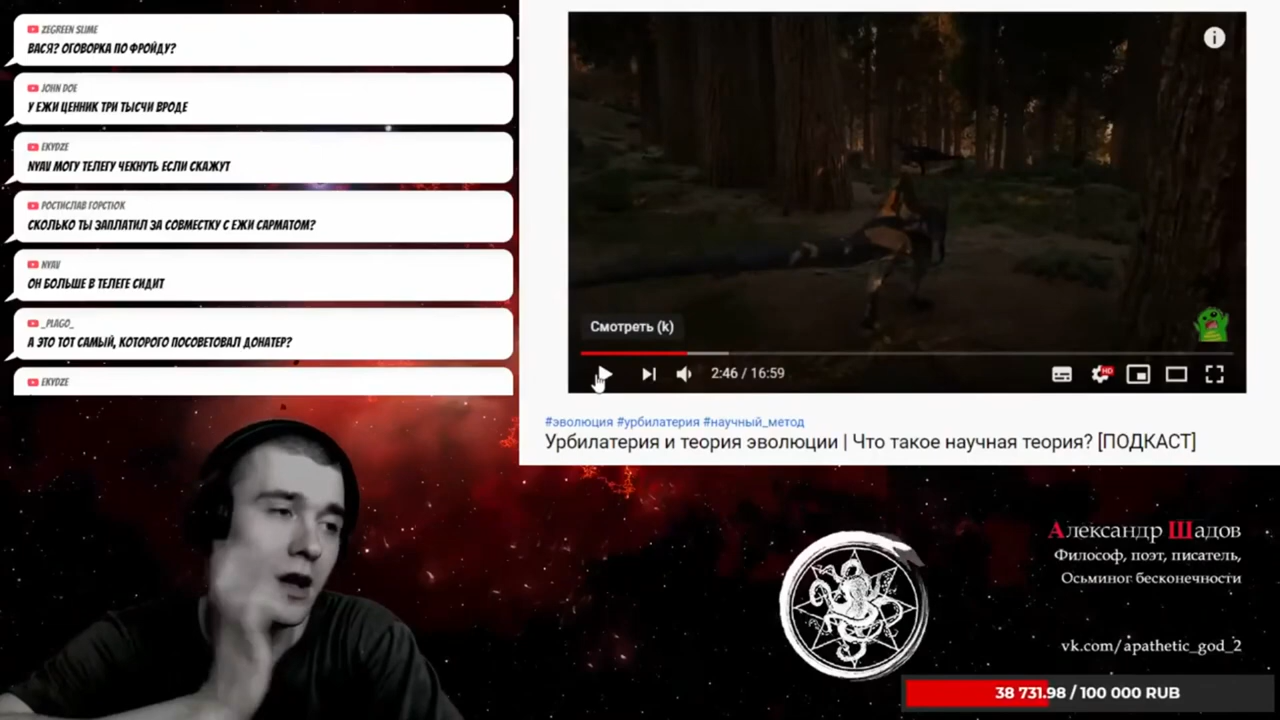 ZEGREEN SLIME
ВАСЯ? ОГОВОРКА ПО ФРОЙДУ?
JOHN DOE
У ЕЖИ ЦЕННИК ТРИ ТЫСЧИ ВРОДЕ
EKYDZE
NYAV МОГУ ТЕЛЕГУ ЧЕКНУТЬ ЕСЛИ СКАЖУТ
РОСТИСЛАВ ГОРСТЮК
СКОЛЬКО ТЫ ЗАПЛАТИЛ ЗА СОВМЕСТКУ С ЕЖИ САРМАТОМ?
NYAV
ОН БОЛЬШЕ В ТЕЛЕГЕ СИДИТ
_PLAGO_
А ЭТО ТОТ САМЫЙ, КОТОРОГО ПОСОВЕТОВАЛ ДОНАТЕР?
EKYDZE
Смотреть (k)
2:46 / 16:59
HD
#эволюция #урбилатерия #научный_метод
Урбилатерия и теория эволюции | Что такое научная теория? [ПОДКАСТ]
Александр Шадов
Философ, поэт, писатель,
Осьминог бесконечности
vk.com/apathetic_god_2
38 731.98 / 100 000 RUB